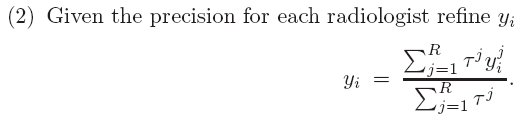 (2) Given the precision for each radiologist refine $y_i$
$$y_i = \frac{\sum_{j=1}^{R} \tau^j y_i^j}{\sum_{j=1}^{R} \tau^j}.$$